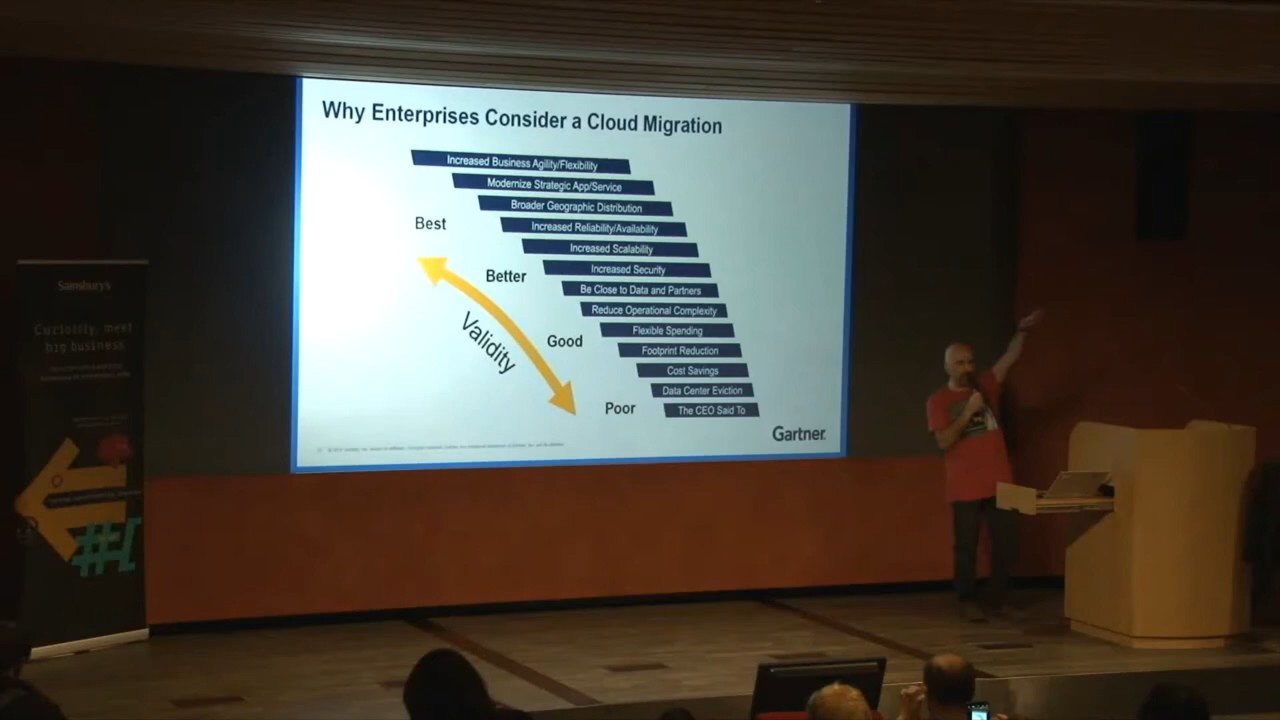 Why Enterprises Consider a Cloud Migration
Increased Business Agility/Flexibility
Modernize Strategic App/Service
Broader Geographic Distribution
Best
Increased Reliability/Availability
Increased Scalability
Better
Increased Security
Be Close to Data and Partners
Reduce Operational Complexity
Validity
Good
Flexible Spending
Footprint Reduction
Cost Savings
Data Center Eviction
Poor
The CEO Said To
Gartner
Sainsbury's
Curiosity, meet
big business